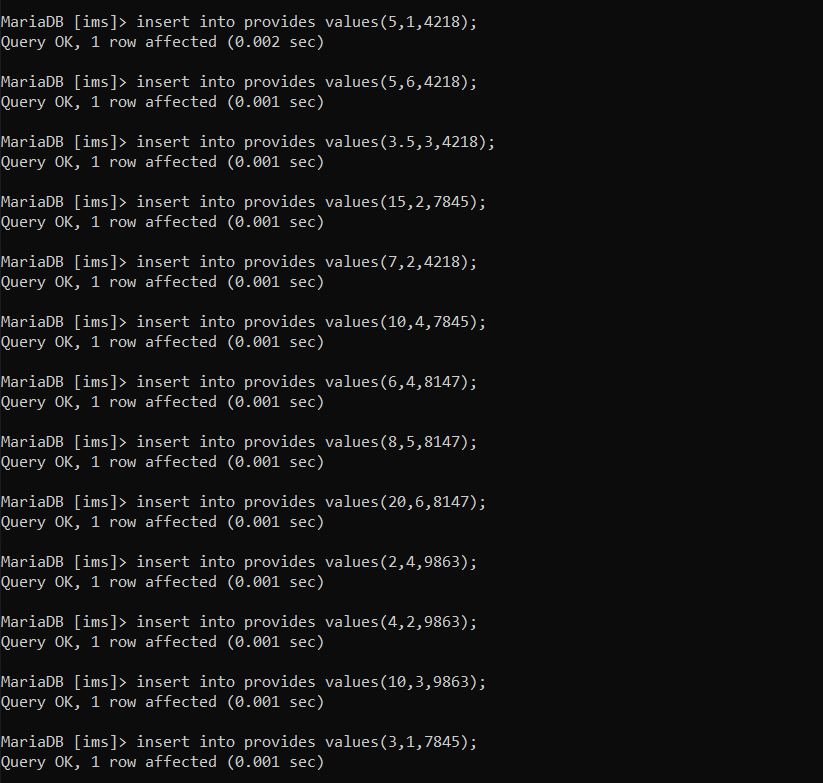 MariaDB [ims]> insert into provides values(5,1,4218);
Query OK, 1 row affected (0.002 sec)
MariaDB [ims]> insert into provides values(5,6,4218);
Query OK, 1 row affected (0.001 sec)
MariaDB [ims]> insert into provides values(3.5,3,4218);
Query OK, 1 row affected (0.001 sec)
MariaDB [ims]> insert into provides values(15,2,7845);
Query OK, 1 row affected (0.001 sec)
MariaDB [ims]> insert into provides values(7,2,4218);
Query OK, 1 row affected (0.001 sec)
MariaDB [ims]> insert into provides values(10,4,7845);
Query OK, 1 row affected (0.001 sec)
MariaDB [ims]> insert into provides values(6,4,8147);
Query OK, 1 row affected (0.001 sec)
MariaDB [ims]> insert into provides values(8,5,8147);
Query OK, 1 row affected (0.001 sec)
MariaDB [ims]> insert into provides values(20,6,8147);
Query OK, 1 row affected (0.001 sec)
MariaDB [ims]> insert into provides values(2,4,9863);
Query OK, 1 row affected (0.001 sec)
MariaDB [ims]> insert into provides values(4,2,9863);
Query OK, 1 row affected (0.001 sec)
MariaDB [ims]> insert into provides values(10,3,9863);
Query OK, 1 row affected (0.001 sec)
MariaDB [ims]> insert into provides values(3,1,7845);
Query OK, 1 row affected (0.001 sec)